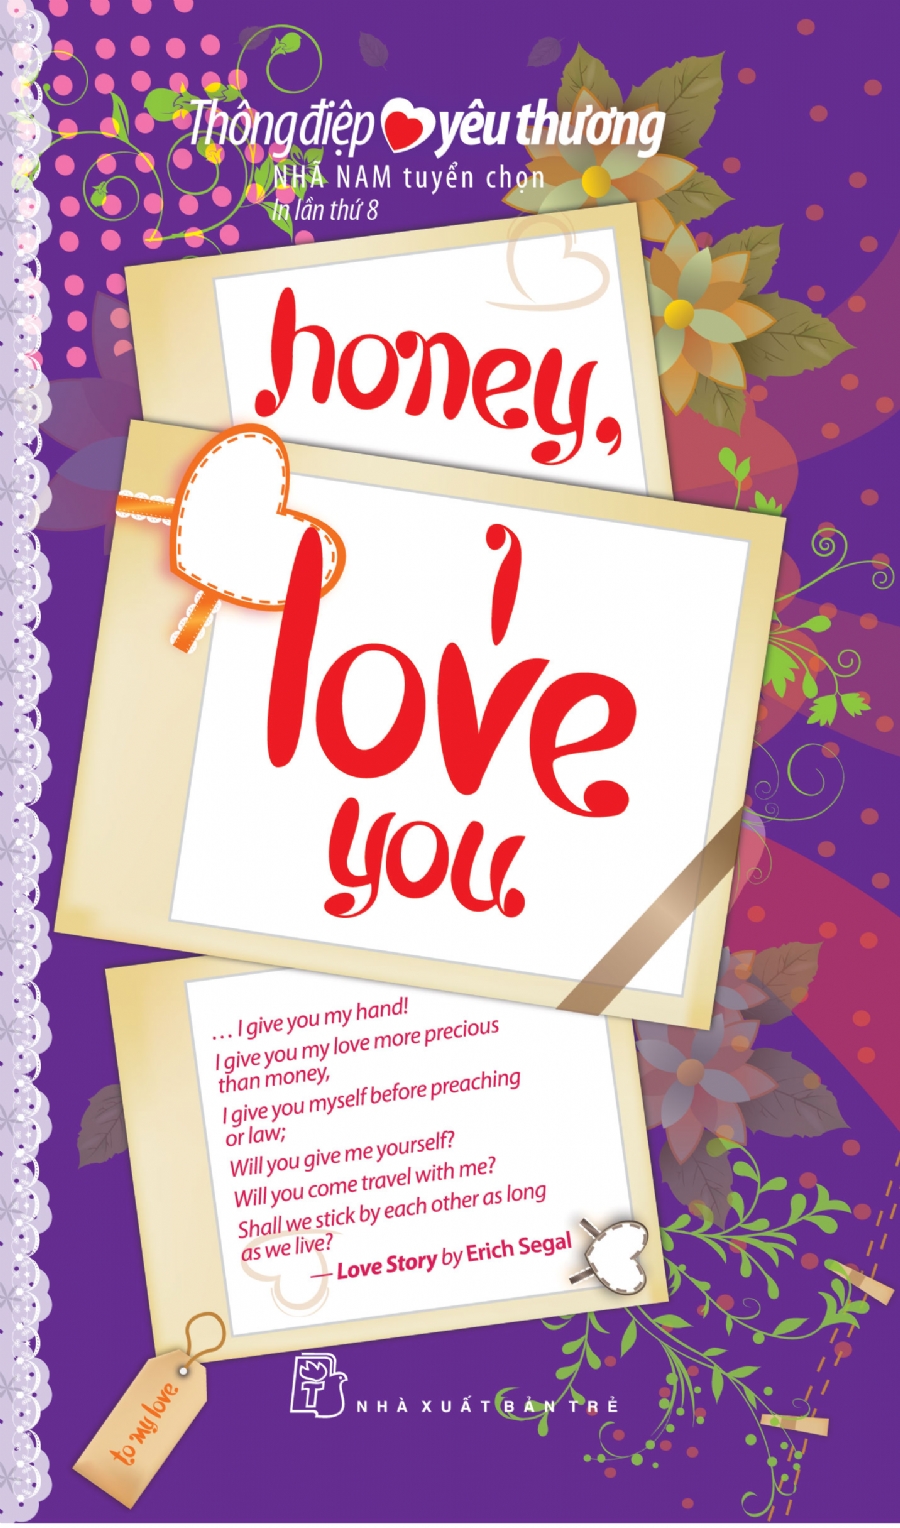 Thông điệp yêu thương
NHÃ NAM tuyển chọn
In lần thứ 8
honey,
i
love
you
... I give you my hand!
I give you my love more precious
than money,
I give you myself before preaching
or law;
Will you give me yourself?
Will you come travel with me?
Shall we stick by each other as long
as we live?
— Love Story by Erich Segal
T
NHÀ XUẤT BẢN TRẺ
to my love